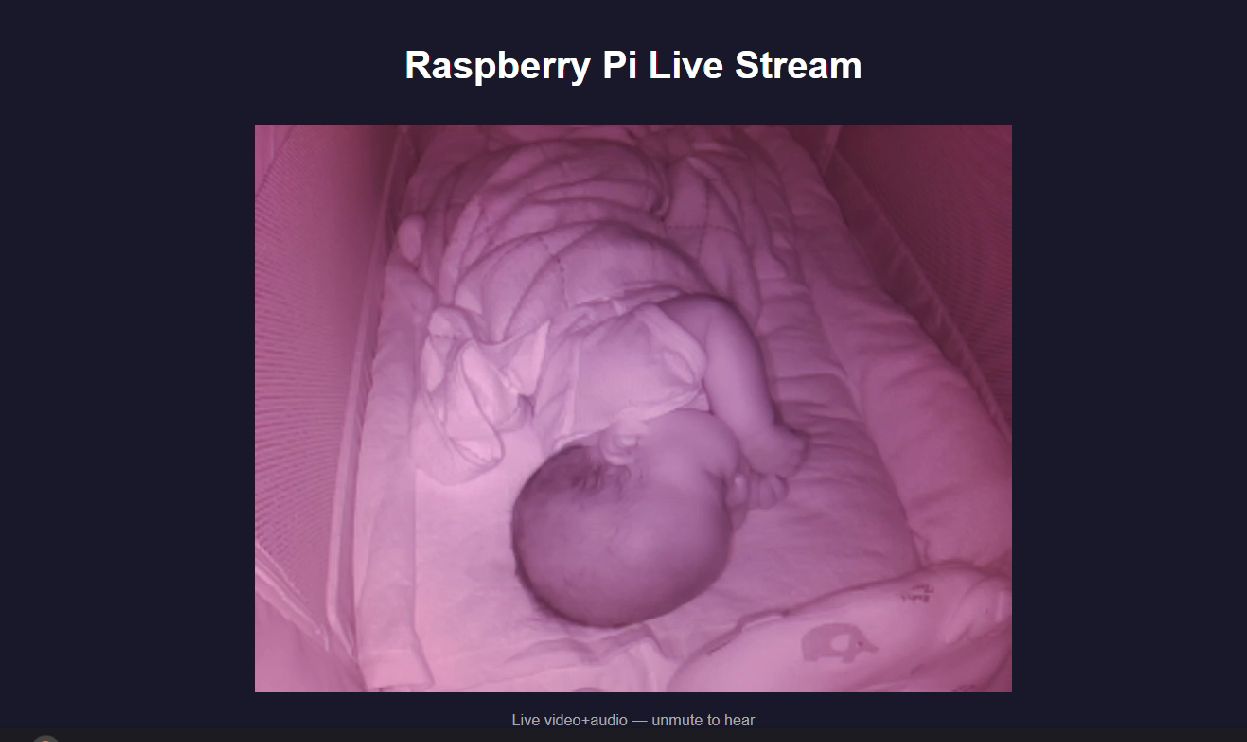 Raspberry Pi Live Stream
Live video+audio — unmute to hear